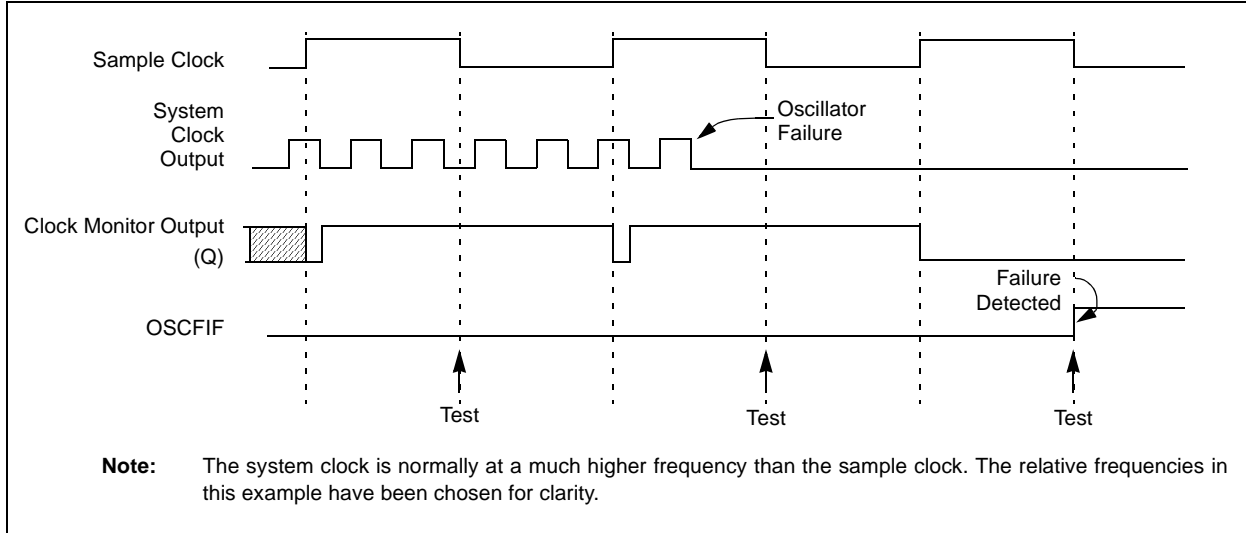 Sample Clock
System
Clock
Output
Oscillator
Failure
Clock Monitor Output
(Q)
Failure
Detected
OSCFIF
Test
Test
Test
Note: The system clock is normally at a much higher frequency than the sample clock. The relative frequencies in
this example have been chosen for clarity.